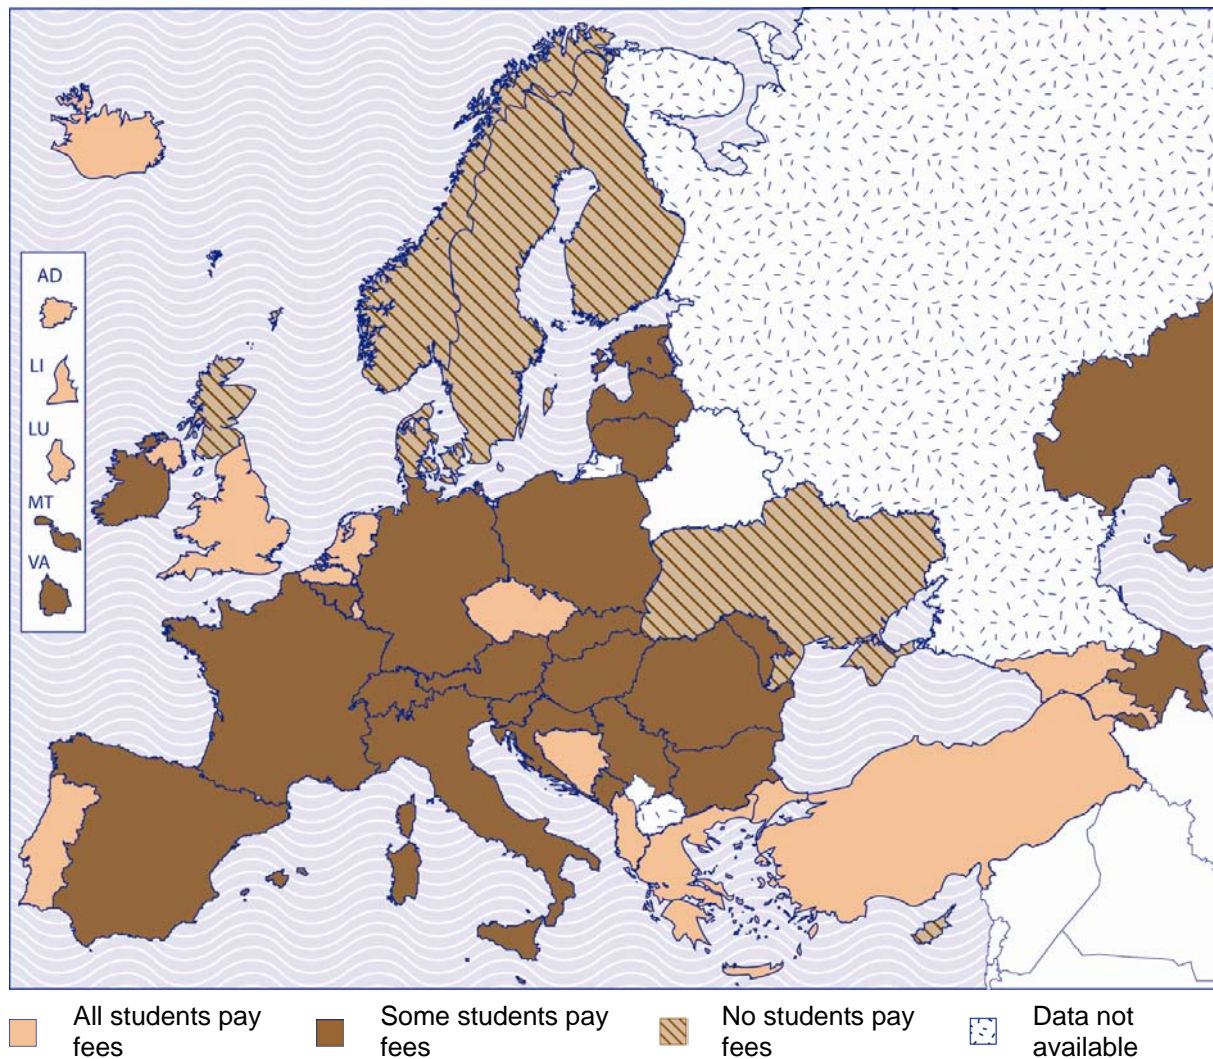 AD
LI
LU
MT
VA
All students pay
fees
Some students pay
fees
No students pay
fees
Data not
available